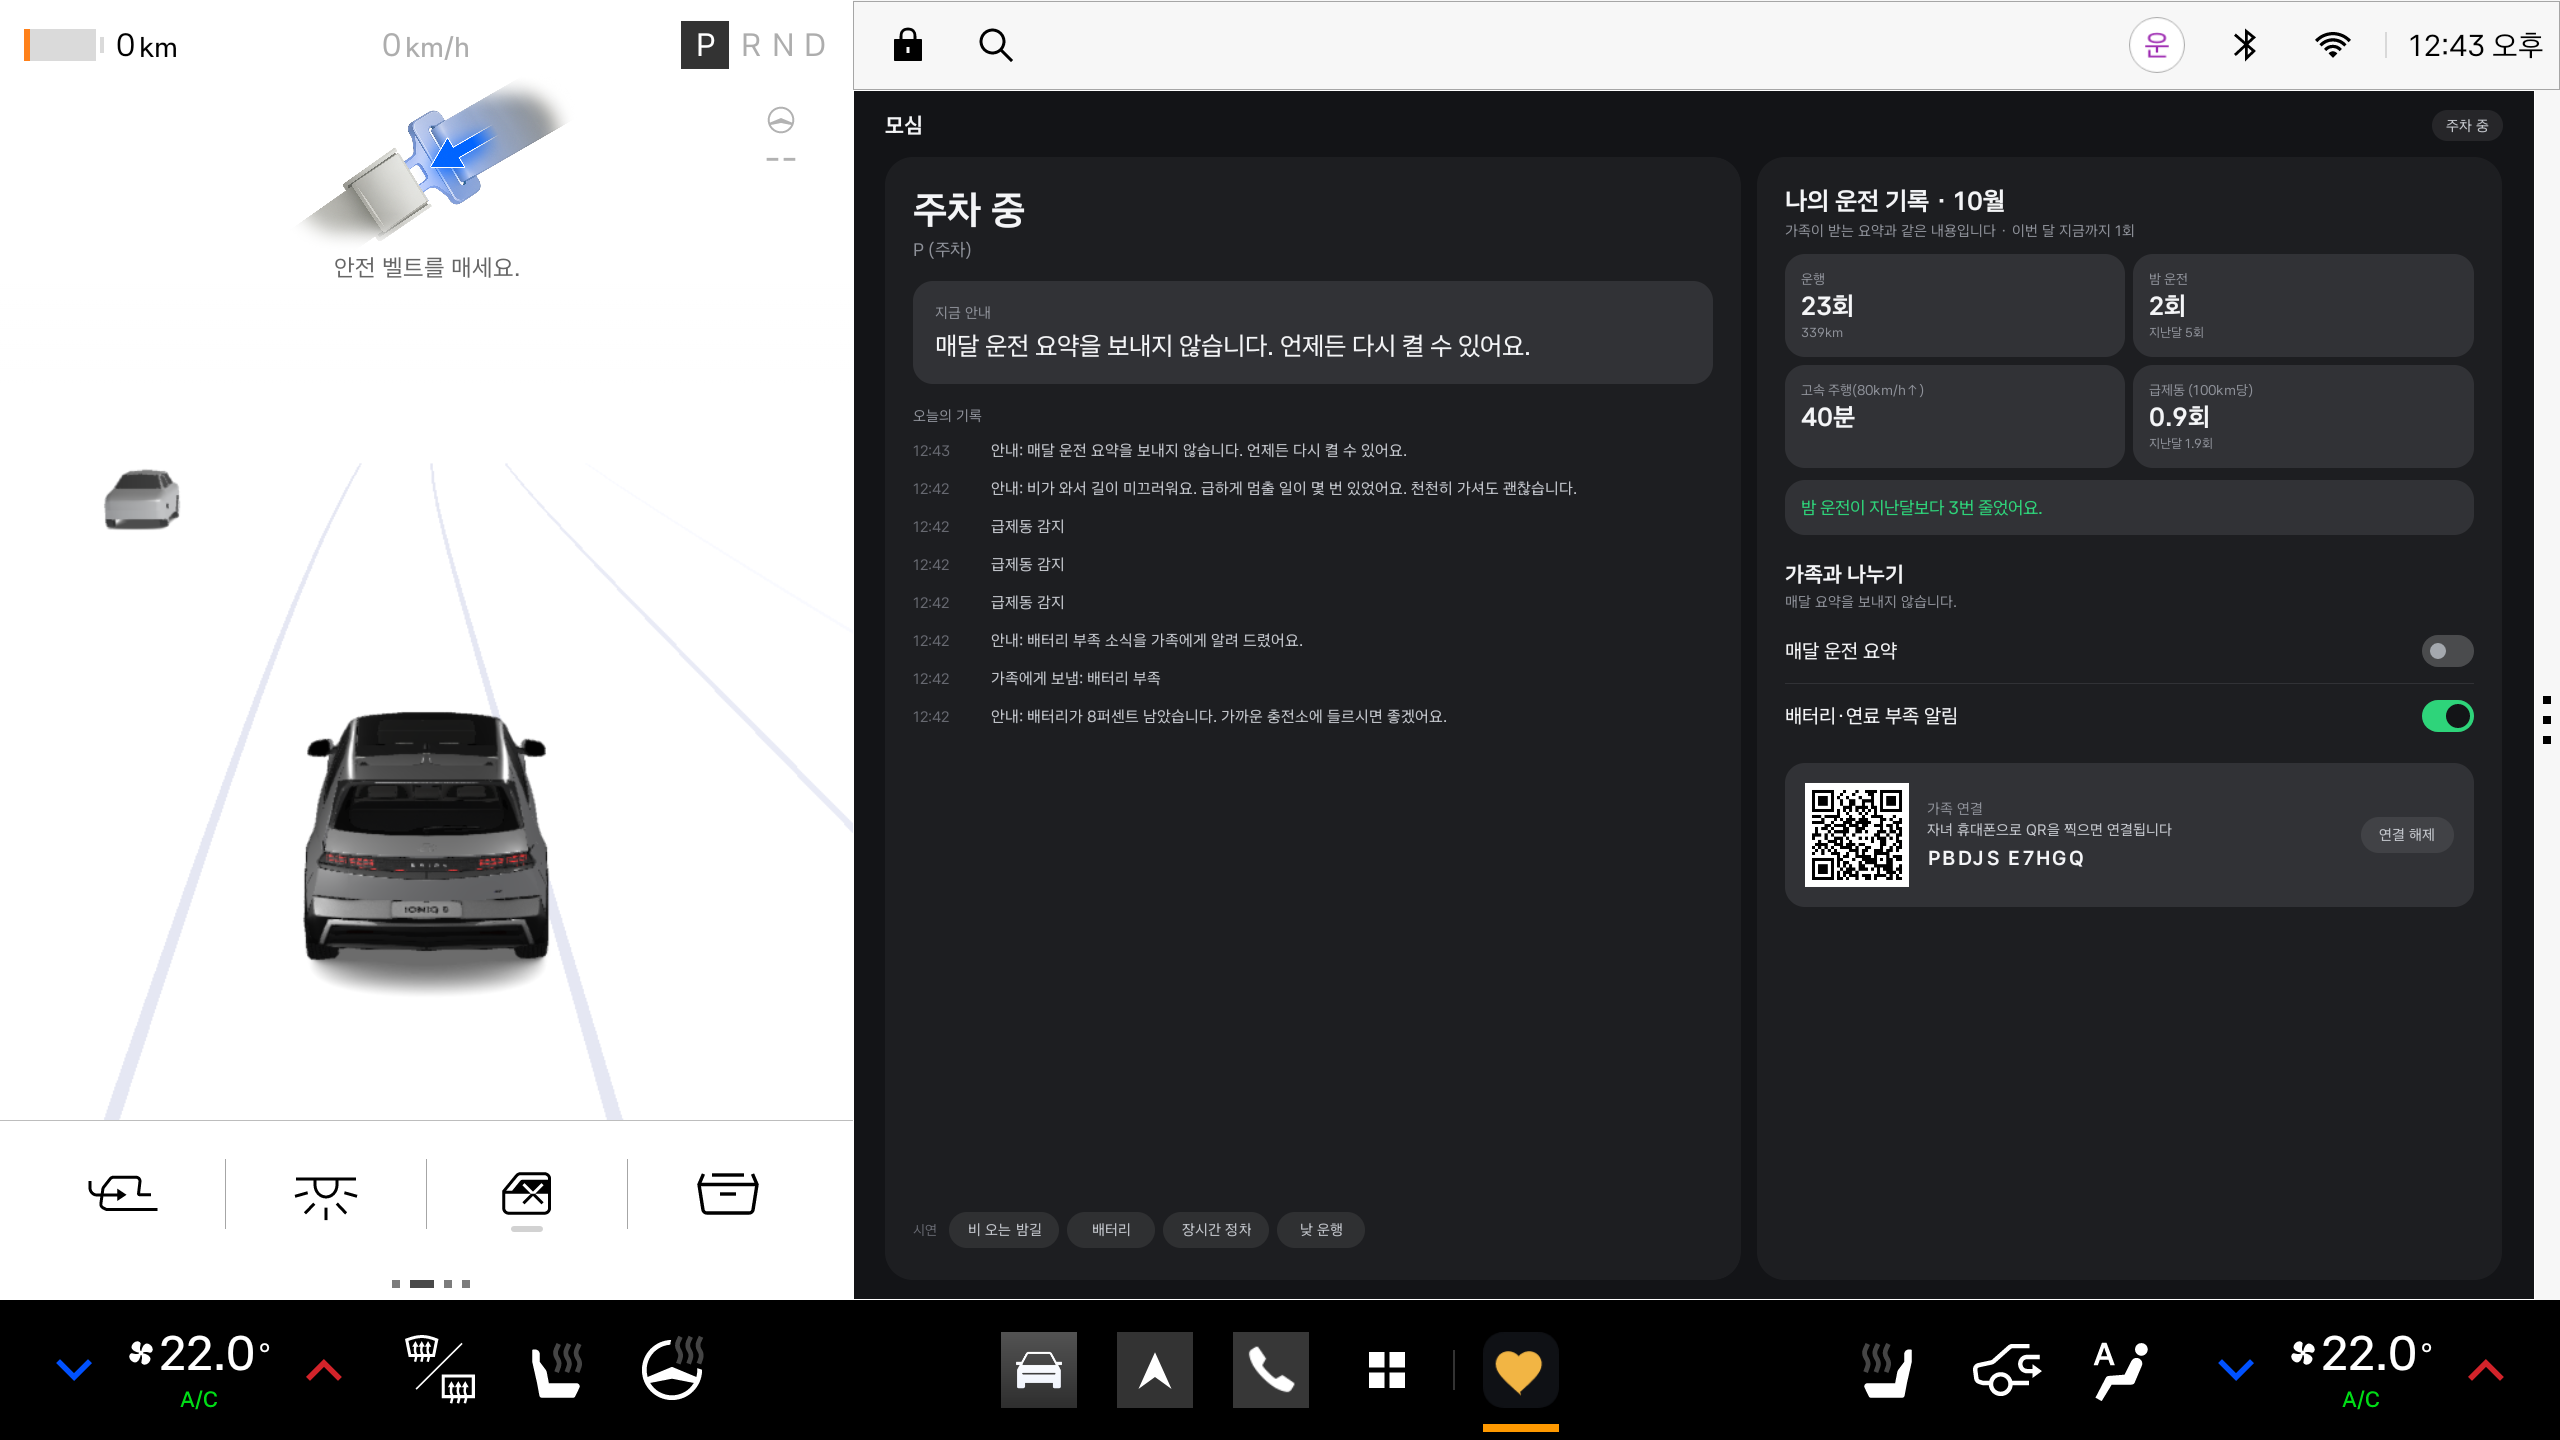 0 km
0 km/h
P R N D
안전 벨트를 매세요.
IONIQ 5
운
12:43 오후
모심
주차 중
주차 중
P (주차)
지금 안내
매달 운전 요약을 보내지 않습니다. 언제든 다시 켤 수 있어요.
오늘의 기록
12:43 안내: 매달 운전 요약을 보내지 않습니다. 언제든 다시 켤 수 있어요.
12:42 안내: 비가 와서 길이 미끄러워요. 급하게 멈출 일이 몇 번 있었어요. 천천히 가셔도 괜찮습니다.
12:42 급제동 감지
12:42 급제동 감지
12:42 급제동 감지
12:42 안내: 배터리 부족 소식을 가족에게 알려 드렸어요.
12:42 가족에게 보냄: 배터리 부족
12:42 안내: 배터리가 8퍼센트 남았습니다. 가까운 충전소에 들르시면 좋겠어요.
시연 비 오는 밤길 배터리 장시간 정차 낮 운행
나의 운전 기록 · 10월
가족이 받는 요약과 같은 내용입니다 · 이번 달 지금까지 1회
운행
23회
339km
밤 운전
2회
지난달 5회
고속 주행(80km/h↑)
40분
급제동 (100km당)
0.9회
지난달 1.9회
밤 운전이 지난달보다 3번 줄었어요.
가족과 나누기
매달 요약을 보내지 않습니다.
매달 운전 요약
배터리·연료 부족 알림
가족 연결
자녀 휴대폰으로 QR을 찍으면 연결됩니다
PBDJS E7HGQ
연결 해제
22.0°
A/C
A
22.0°
A/C